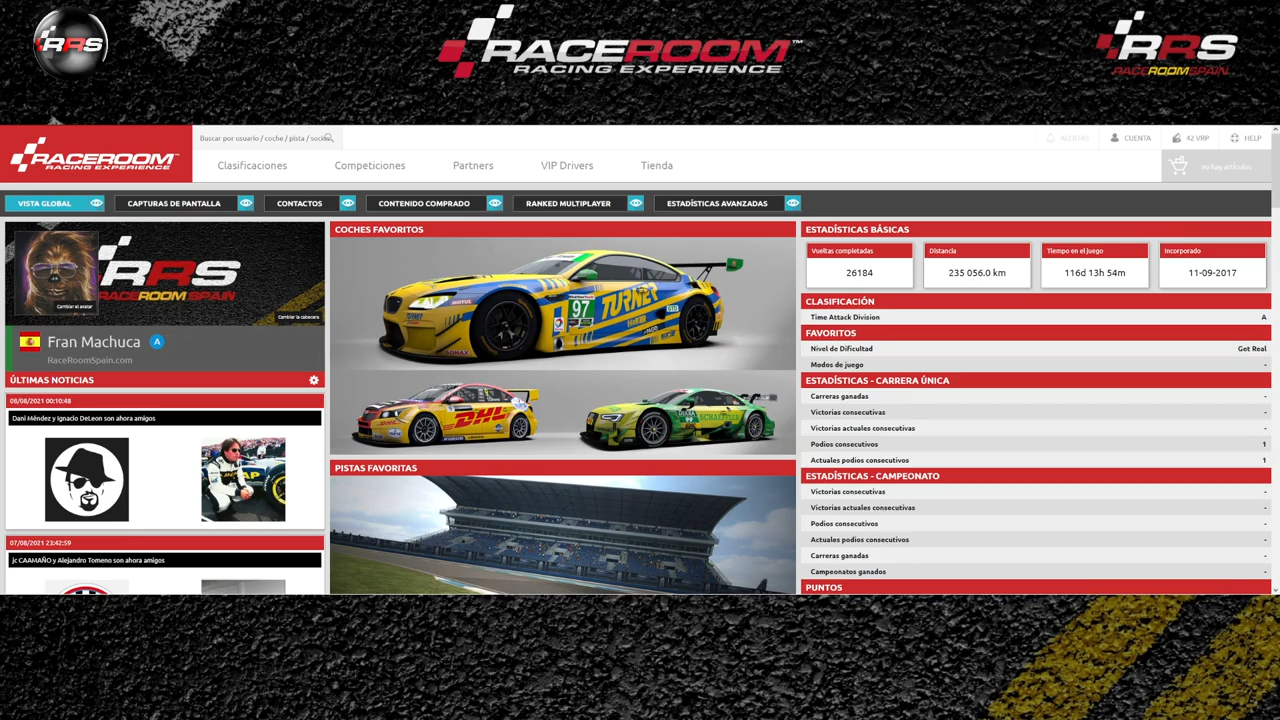 RRS
RACEROOM™
RACING EXPERIENCE
RRS
RACEROOMSPAIN
RACEROOM™
RACING EXPERIENCE
Buscar por usuario / coche / pista / socios
ALERTAS
CUENTA
42 VRP
HELP
Clasificaciones
Competiciones
Partners
VIP Drivers
Tienda
no hay artículos
VISTA GLOBAL
CAPTURAS DE PANTALLA
CONTACTOS
CONTENIDO COMPRADO
RANKED MULTIPLAYER
ESTADÍSTICAS AVANZADAS
RRS
RACEROOMSPAIN
Cambiar el avatar
Cambiar la cabecera
Fran Machuca A
RaceRoomSpain.com
ÚLTIMAS NOTICIAS
08/08/2021 00:10:48
Dani Méndez y Ignacio DeLeon son ahora amigos
07/08/2021 23:42:59
jc CAAMAÑO y Alejandro Tomeno son ahora amigos
COCHES FAVORITOS
97
TURNER
MOTUL
DHL
SCHAEFFLER
99
PISTAS FAVORITAS
ESTADÍSTICAS BÁSICAS
Vueltas completadas
26184
Distancia
235 056.0 km
Tiempo en el juego
116d 13h 54m
Incorporado
11-09-2017
CLASIFICACIÓN
Time Attack Division A
FAVORITOS
Nivel de Dificultad Get Real
Modos de juego -
ESTADÍSTICAS - CARRERA ÚNICA
Carreras ganadas -
Victorias consecutivas -
Victorias actuales consecutivas -
Podios consecutivos 1
Actuales podios consecutivos 1
ESTADÍSTICAS - CAMPEONATO
Victorias consecutivas -
Victorias actuales consecutivas -
Podios consecutivos -
Actuales podios consecutivos -
Carreras ganadas -
Campeonatos ganados -
PUNTOS